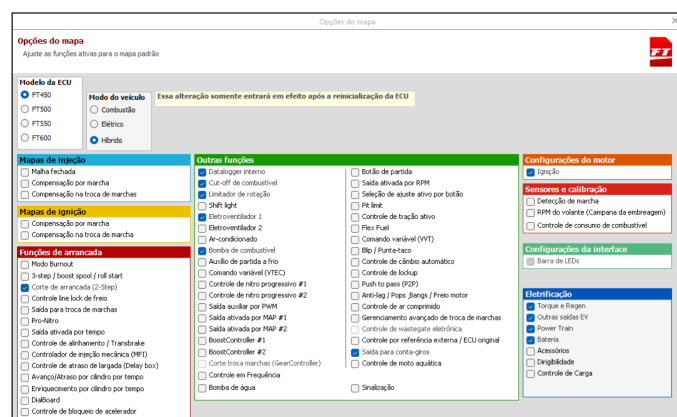 Opções do mapa
Opções do mapa
Ajuste as funções ativas para o mapa padrão
FT
Modelo da ECU
FT450
FT500
FT550
FT600
Modo do veículo
Combustão
Elétrico
Híbrido
Essa alteração somente entrará em efeito após a reinicialização da ECU
Mapas de injeção
Malha fechada
Compensação por marcha
Compensação na troca de marchas
Mapas de ignição
Compensação por marcha
Compensação na troca de marcha
Funções de arrancada
Modo Burnout
3-step / boost spool / roll start
Corte de arrancada (2-Step)
Controle line lock de freio
Saída para troca de marchas
Pro-Nitro
Saída ativada por tempo
Controle de alinhamento / Transbrake
Controlador de injeção mecânica (MFI)
Controle de atraso de largada (Delay box)
Avanço/Atraso por cilindro por tempo
Enriquecimento por cilindro por tempo
DialBoard
Controle de bloqueio de acelerador
Outras funções
Datalogger interno
Cut-off de combustível
Limitador de rotação
Shift light
Eletroventilador 1
Eletroventilador 2
Ar-condicionado
Bomba de combustível
Auxílio de partida a frio
Comando variável (VTEC)
Controle de nitro progressivo #1
Controle de nitro progressivo #2
Saída auxiliar por PWM
Saída ativada por MAP #1
Saída ativada por MAP #2
BoostController #1
BoostController #2
Corte troca marchas (GearController)
Controle em Frequência
Bomba de água
Botão de partida
Saída ativada por RPM
Seleção de ajuste ativo por botão
Pit limit
Controle de tração ativo
Flex Fuel
Comando variável (VVT)
Blip / Punta-taco
Controle de câmbio automático
Controle de lockup
Push to pass (P2P)
Anti-lag / Pops_Bangs / Freio motor
Controle de ar comprimido
Gerenciamento avançado de troca de marchas
Controle de wastegate eletrônica
Controle por referência externa / ECU original
Saída para conta-giros
Controle de moto aquática
Sinalização
Configurações do motor
Ignição
Sensores e calibração
Detecção de marcha
RPM do volante (Campana da embreagem)
Controle de consumo de combustível
Configurações da interface
Barra de LEDs
Eletrificação
Torque e Regen
Outras saídas EV
Power Train
Bateria
Acessórios
Dirigibilidade
Controle de Carga